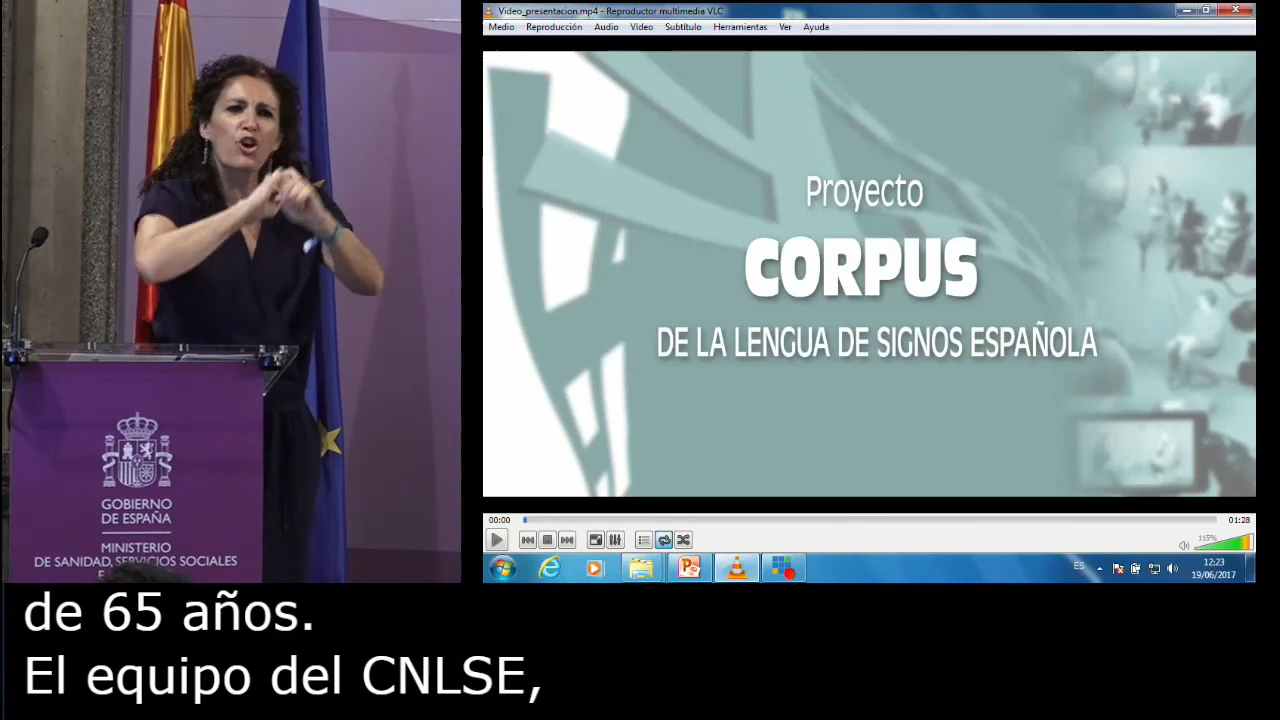 GOBIERNO
DE ESPAÑA
MINISTERIO
DE SANIDAD, SERVICIOS SOCIALES
Video_presentacion.mp4 - Reproductor multimedia VLC
Medio Reproducción Audio Vídeo Subtítulo Herramientas Ver Ayuda
Proyecto
CORPUS
DE LA LENGUA DE SIGNOS ESPAÑOLA
00:00 01:28
115%
ES 12:23
19/06/2017
de 65 años.
El equipo del CNLSE,